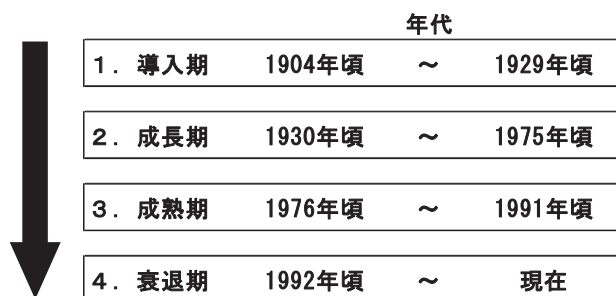 年代
1. 導入期 1904年頃 ～ 1929年頃
2. 成長期 1930年頃 ～ 1975年頃
3. 成熟期 1976年頃 ～ 1991年頃
4. 衰退期 1992年頃 ～ 現在